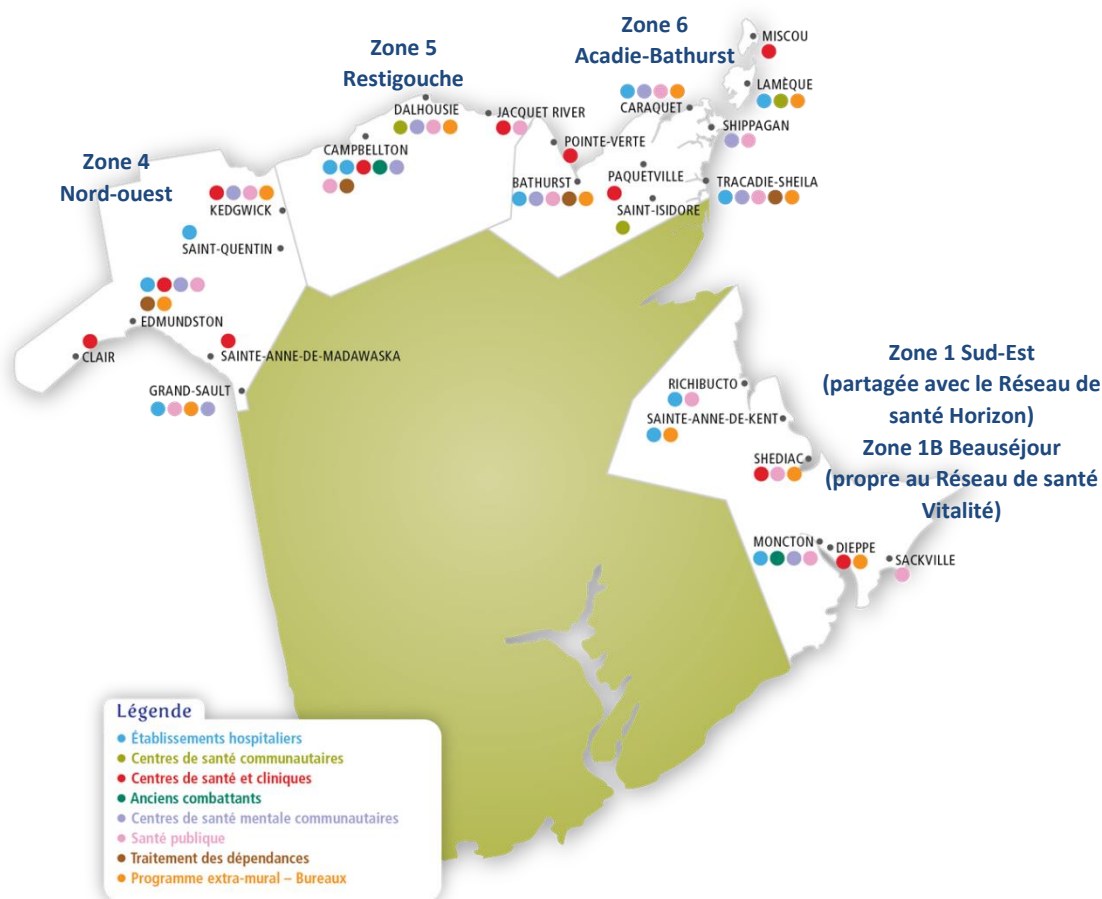 Zone 6
Acadie-Bathurst
Zone 5
Restigouche
Zone 4
Nord-ouest
MISCOU
LAMÈQUE
CARAQUET
SHIPPAGAN
DALHOUSIE
JACQUET RIVER
POINTE-VERTE
CAMPBELLTON
PAQUETVILLE
BATHURST
TRACADIE-SHEILA
SAINT-ISIDORE
KEDGWICK
SAINT-QUENTIN
EDMUNDSTON
CLAIR
SAINTE-ANNE-DE-MADAWASKA
GRAND-SAULT
Zone 1 Sud-Est
(partagée avec le Réseau de
santé Horizon)
Zone 1B Beauséjour
(propre au Réseau de santé
Vitalité)
RICHIBUCTO
SAINTE-ANNE-DE-KENT
SHEDIAC
MONCTON
DIEPPE
SACKVILLE
Légende
Établissements hospitaliers
Centres de santé communautaires
Centres de santé et cliniques
Anciens combattants
Centres de santé mentale communautaires
Santé publique
Traitement des dépendances
Programme extra-mural – Bureaux